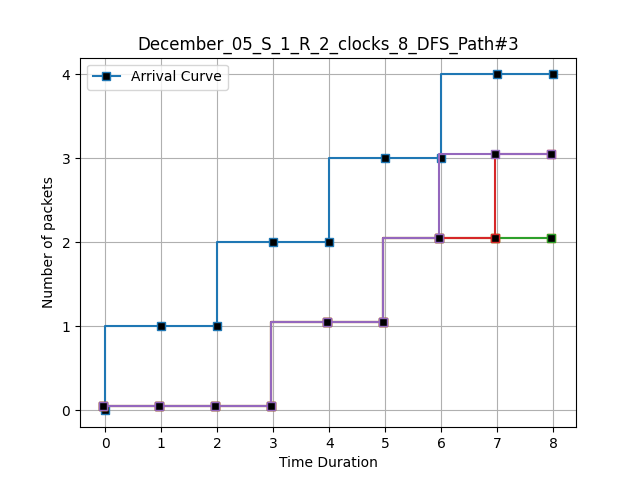 December_05_S_1_R_2_clocks_8_DFS_Path#3
Arrival Curve
Number of packets
4
3
2
1
0
0 1 2 3 4 5 6 7 8
Time Duration